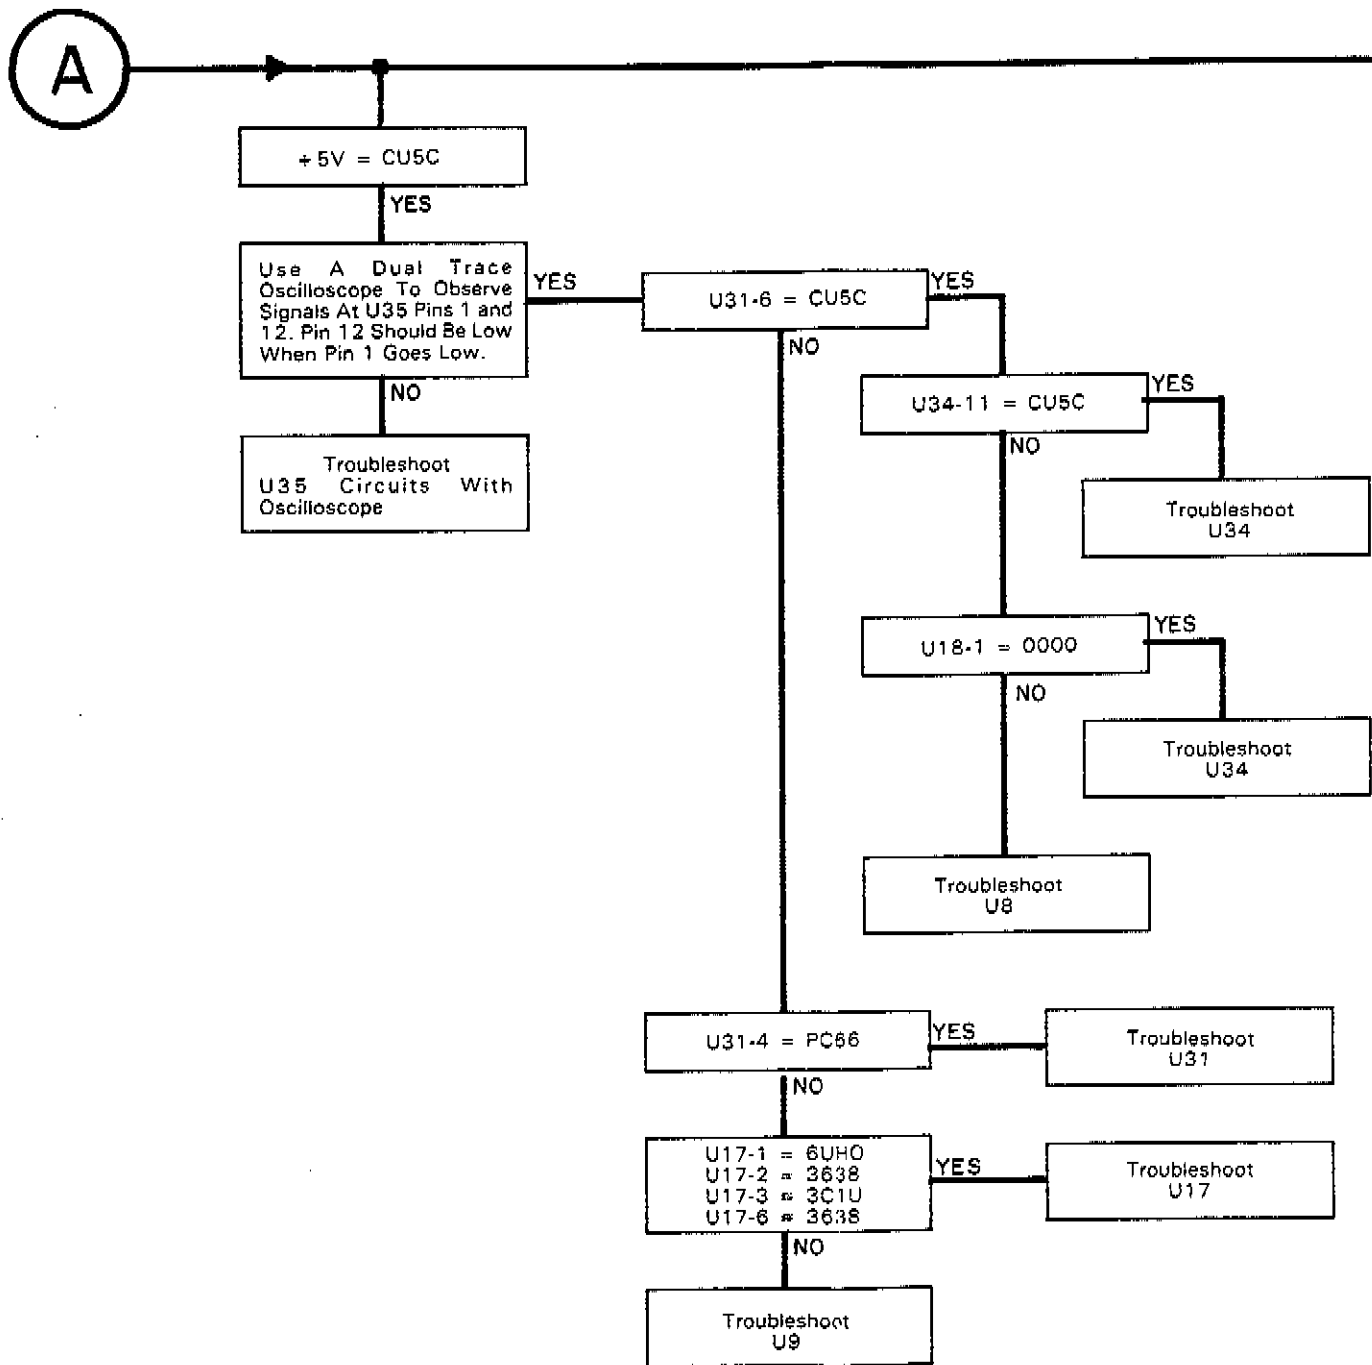 A
+5V = CU5C
YES
Use A Dual Trace
Oscilloscope To Observe
Signals At U35 Pins 1 and
12. Pin 12 Should Be Low
When Pin 1 Goes Low.
YES
NO
Troubleshoot
U35 Circuits With
Oscilloscope
U31-6 = CU5C
YES
NO
U34-11 = CU5C
YES
NO
Troubleshoot
U34
U18-1 = 0000
YES
NO
Troubleshoot
U34
Troubleshoot
U8
U31-4 = PC66
YES
NO
Troubleshoot
U31
U17-1 = 6UHO
U17-2 = 3638
U17-3 = 3C1U
U17-6 = 3638
YES
NO
Troubleshoot
U17
Troubleshoot
U9